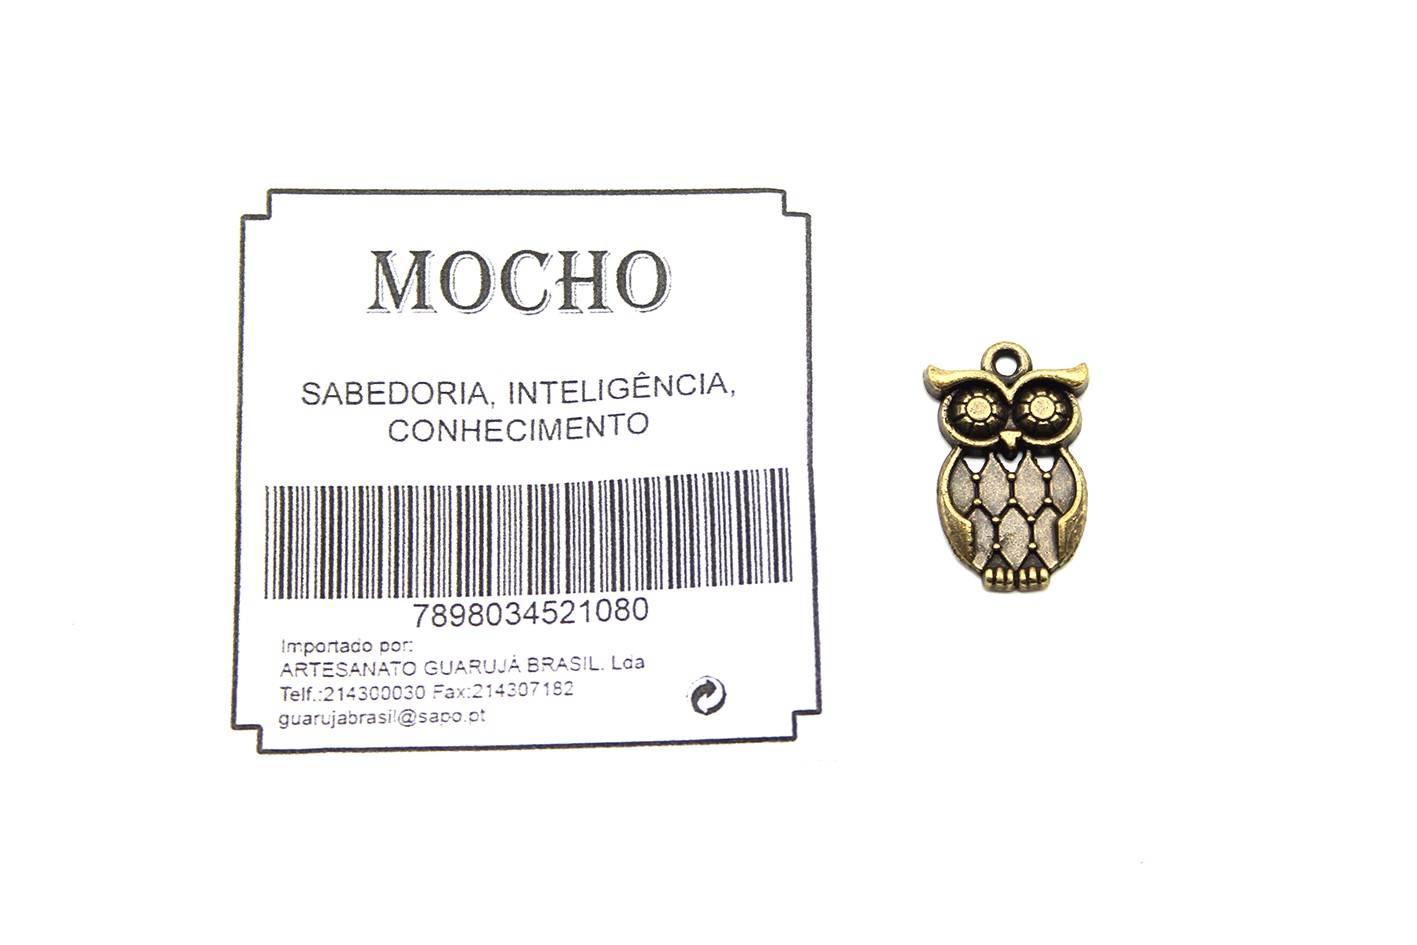 MOCHO
SABEDORIA, INTELIGÊNCIA,
CONHECIMENTO
7898034521080
Importado por:
ARTESANATO GUARUJÁ BRASIL. Lda
Telf.:214300030 Fax:214307182
guarujabrasil@sapo.pt